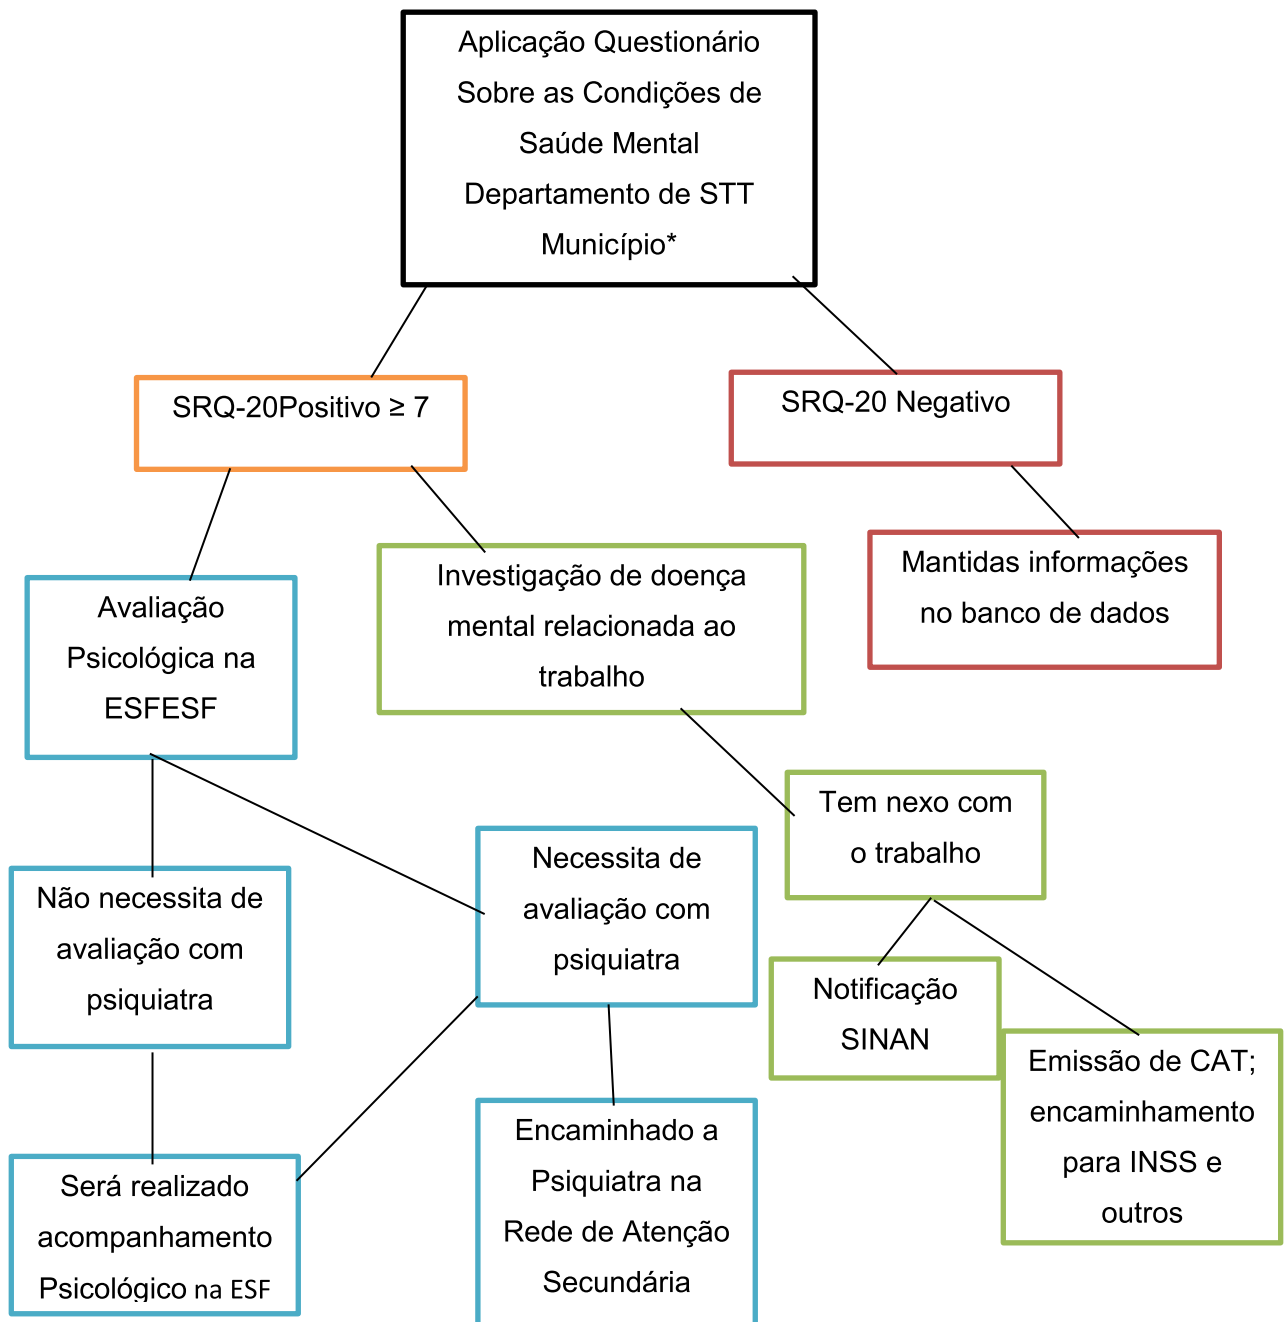 Aplicação Questionário
Sobre as Condições de
Saúde Mental
Departamento de STT
Município*
SRQ-20Positivo ≥ 7
SRQ-20 Negativo
Investigação de doença
mental relacionada ao
trabalho
Mantidas informações
no banco de dados
Avaliação
Psicológica na
ESFESF
Tem nexo com
o trabalho
Necessita de
avaliação com
psiquiatra
Não necessita de
avaliação com
psiquiatra
Notificação
SINAN
Emissão de CAT;
encaminhamento
para INSS e
outros
Encaminhado a
Psiquiatra na
Rede de Atenção
Secundária
Será realizado
acompanhamento
Psicológico na ESF